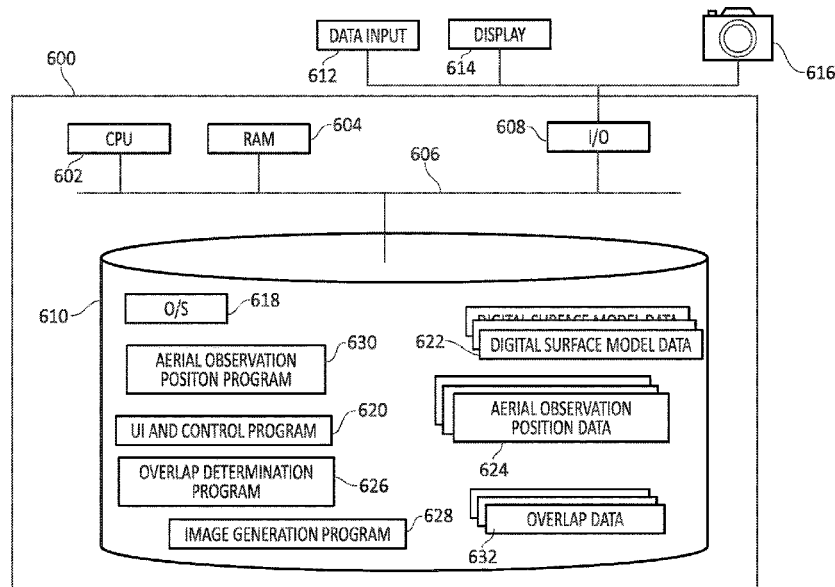 DATA INPUT
612
DISPLAY
614
616
600
CPU
602
RAM
604
608
I/O
606
610
O/S
618
DIGITAL SURFACE MODEL DATA
622
DIGITAL SURFACE MODEL DATA
AERIAL OBSERVATION
POSITON PROGRAM
630
AERIAL OBSERVATION
POSITION DATA
624
UI AND CONTROL PROGRAM
620
OVERLAP DETERMINATION
PROGRAM
626
IMAGE GENERATION PROGRAM
628
OVERLAP DATA
632